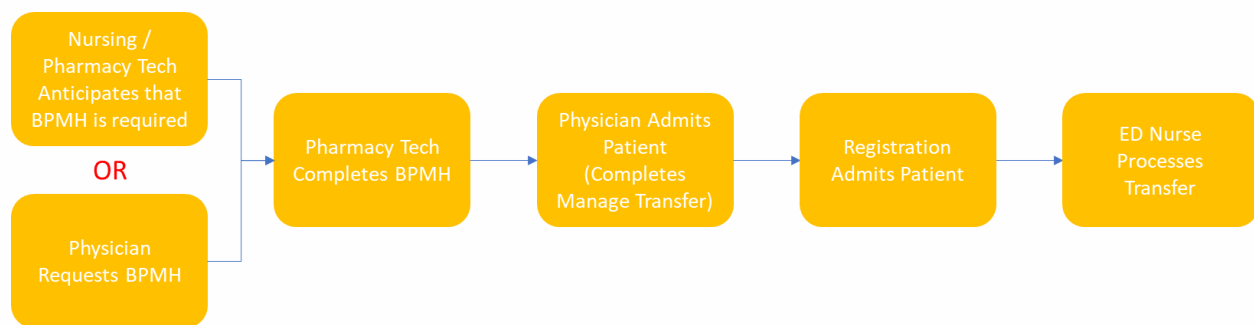 Nursing /
Pharmacy Tech
Anticipates that
BPMH is required
OR
Physician
Requests BPMH
Pharmacy Tech
Completes BPMH
Physician Admits
Patient
(Completes
Manage Transfer)
Registration
Admits Patient
ED Nurse
Processes
Transfer